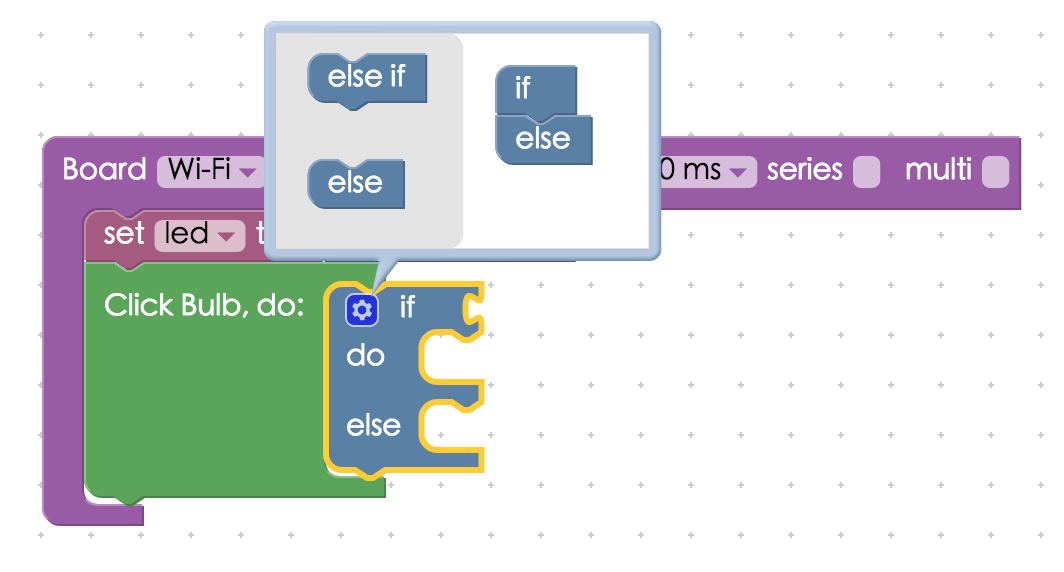 else if
if
else
else
Board Wi-Fi 0 ms series multi
set led t
Click Bulb, do:
if
do
else